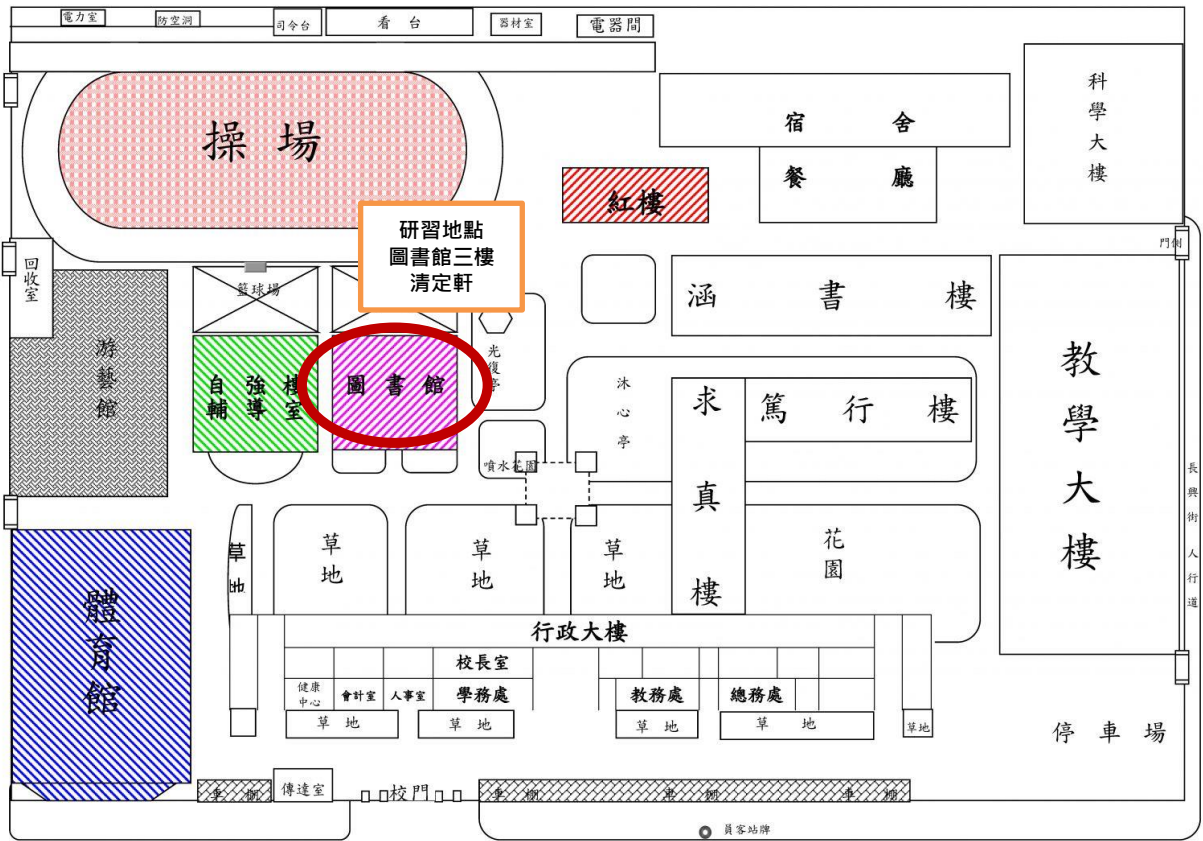 電力室
防空洞
司令台
看台
器材室
電器間
操場
宿舍
餐廳
科學大樓
紅樓
研習地點
圖書館三樓
清定軒
側門
回收室
籃球場
涵書樓
游藝館
自強樓
輔導室
圖書館
光復亭
沐心亭
求真樓
篤行樓
教學大樓
噴水花園
長興街 人行道
草地
草地
草地
草地
花園
體育館
行政大樓
校長室
健康
中心
會計室
人事室
學務處
教務處
總務處
草地
草地
草地
草地
草地
停車場
車棚
傳達室
校門
車棚
車棚
車棚
員客站牌